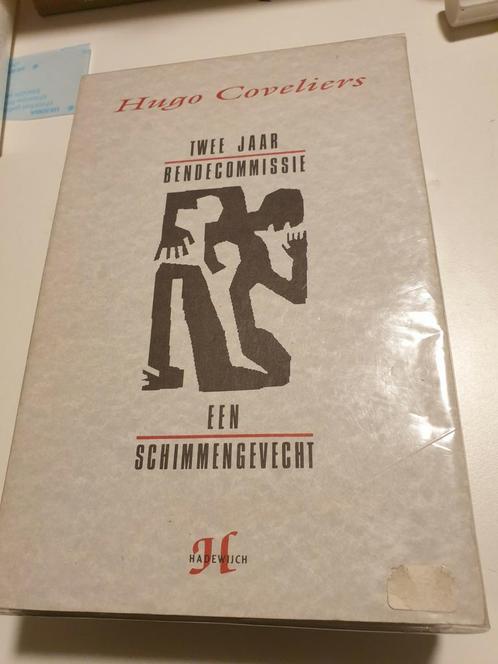 Hugo Coveliers
TWEE JAAR
BENDECOMMISSIE
EEN
SCHIMMENGEVECHT
H
HADEWIJCH